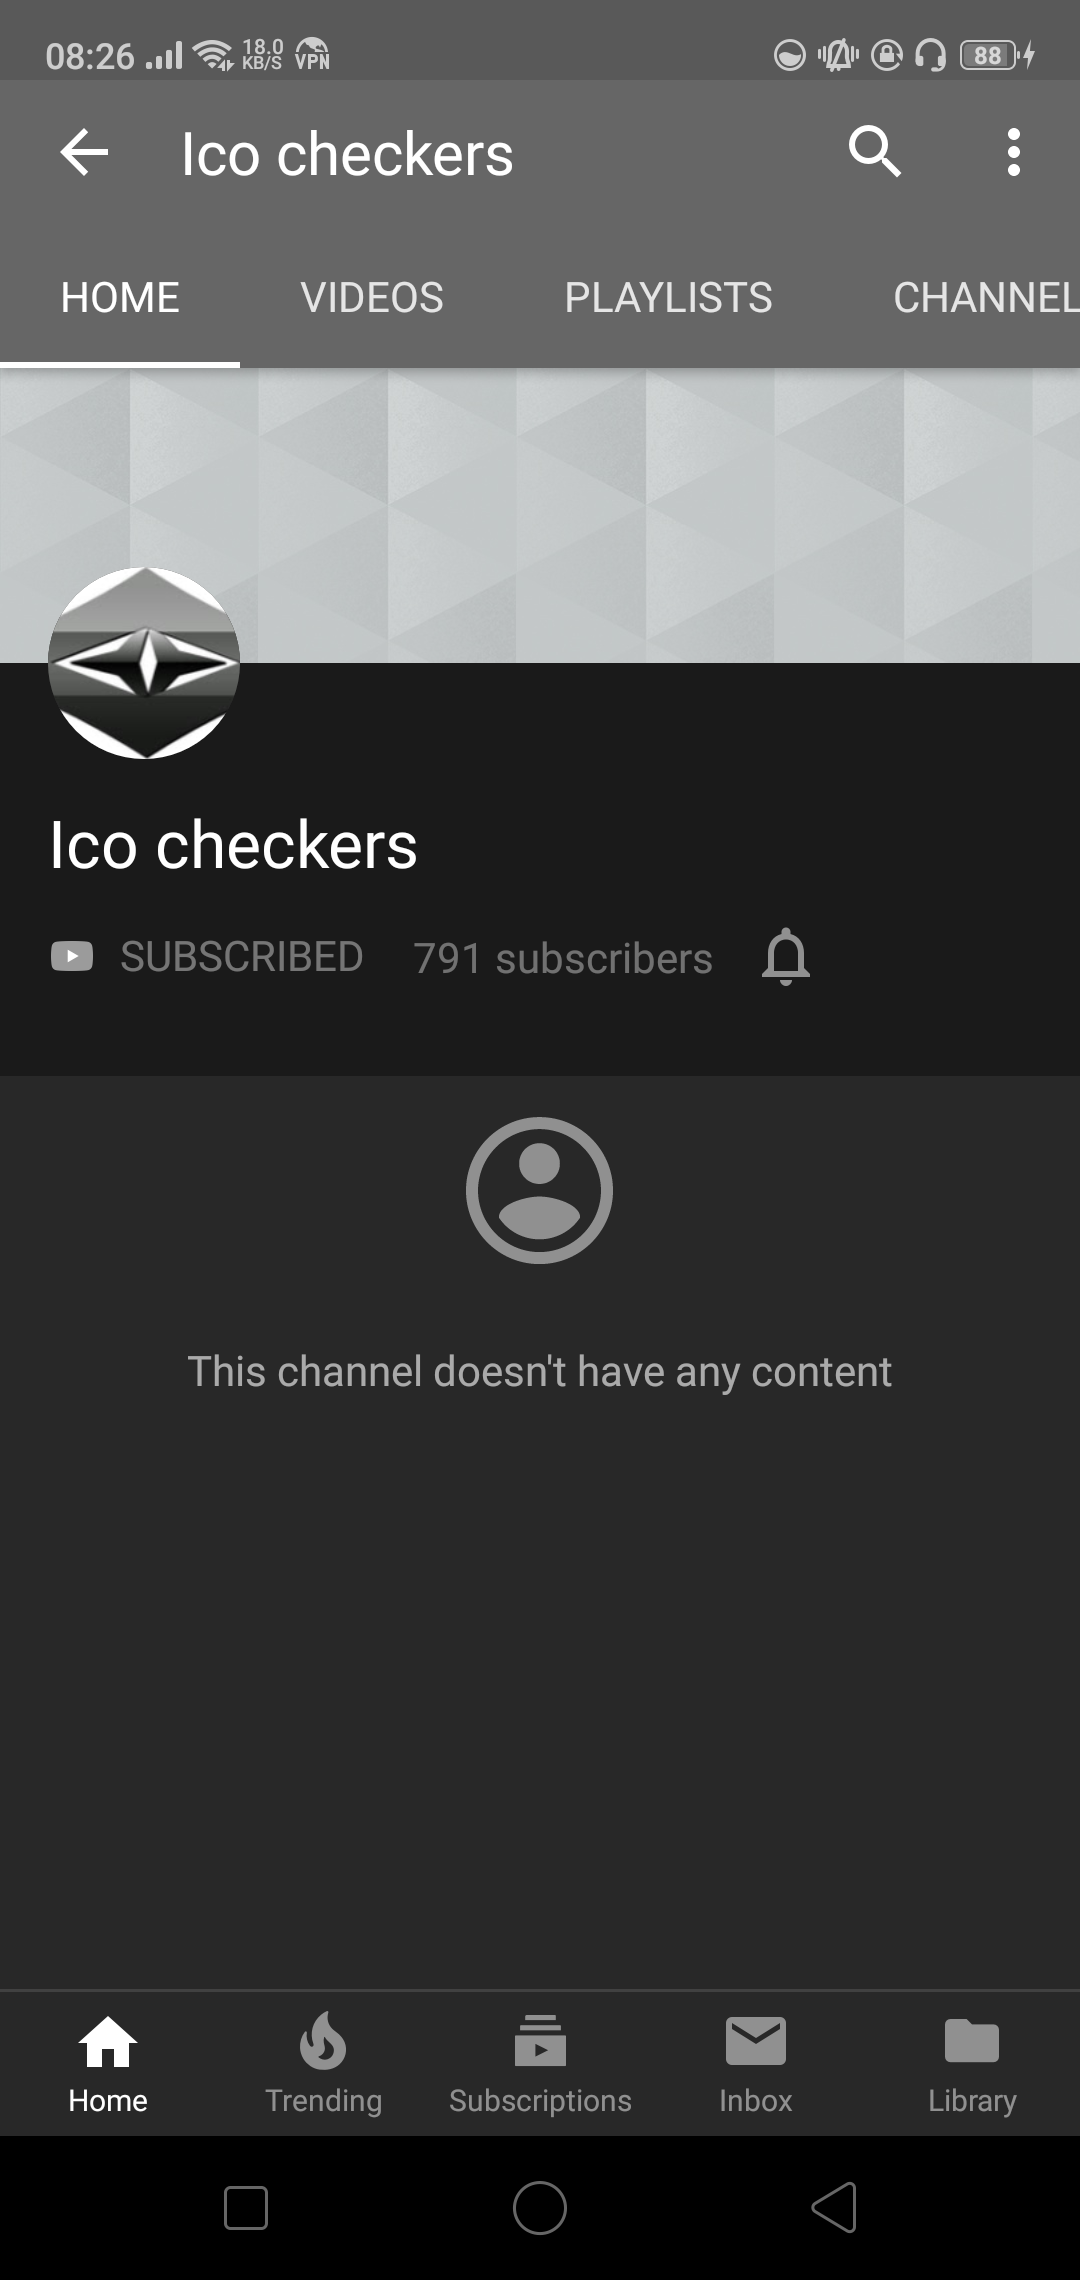 08:26 18.0 KB/S VPN 88
Ico checkers
HOME VIDEOS PLAYLISTS CHANNEL
Ico checkers
SUBSCRIBED 791 subscribers
This channel doesn't have any content
Home Trending Subscriptions Inbox Library